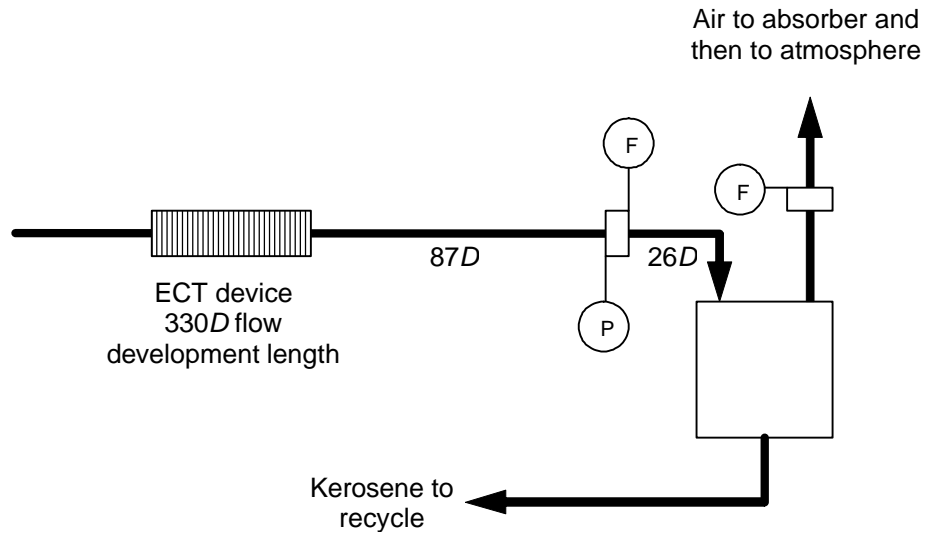 Air to absorber and
then to atmosphere
F
F
87D
26D
ECT device
330D flow
development length
P
Kerosene to
recycle